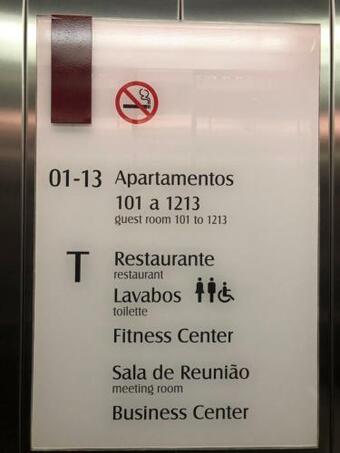 01-13 Apartamentos
101 a 1213
guest room 101 to 1213
T Restaurante
restaurant
Lavabos
toilette
Fitness Center
Sala de Reunião
meeting room
Business Center